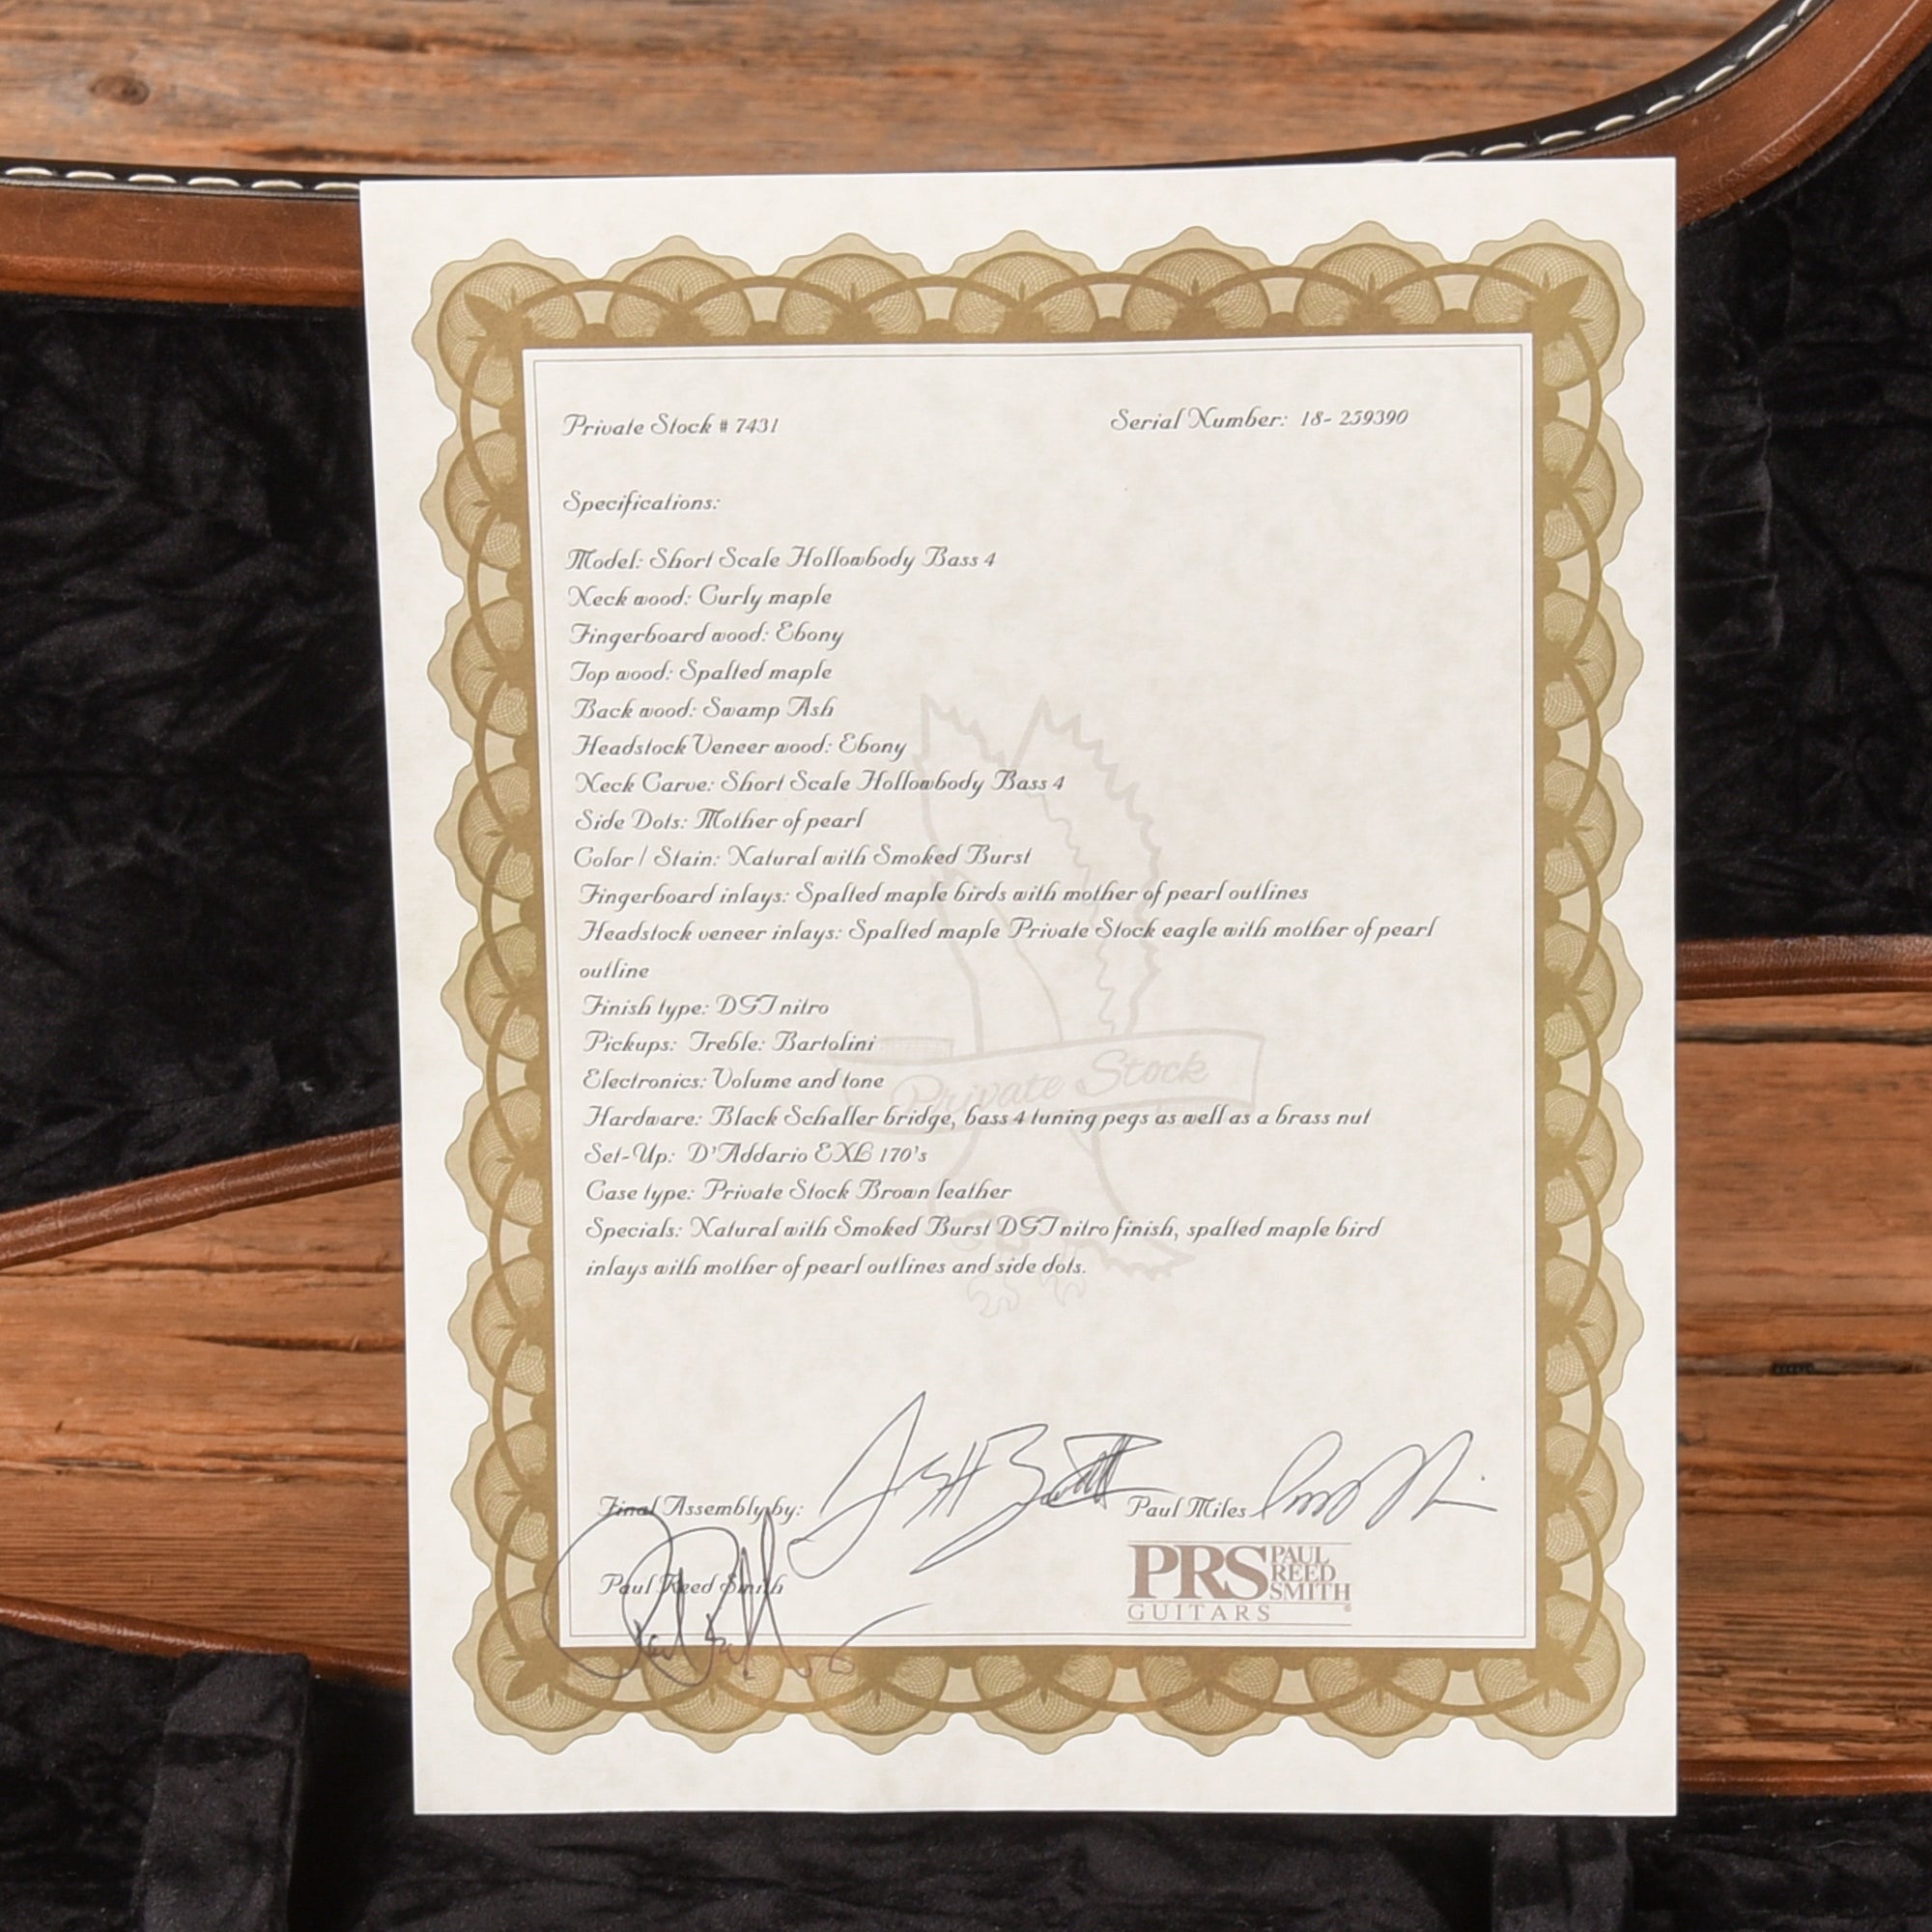 Private Stock # 7431
Serial Number: 18- 259390
Specifications:
Model: Short Scale Hollowbody Bass 4
Neck wood: Curly maple
Fingerboard wood: Ebony
Top wood: Spalted maple
Back wood: Swamp Ash
Headstock Veneer wood: Ebony
Neck Carve: Short Scale Hollowbody Bass 4
Side Dots: Mother of pearl
Color / Stain: Natural with Smoked Burst
Fingerboard inlays: Spalted maple birds with mother of pearl outlines
Headstock veneer inlays: Spalted maple Private Stock eagle with mother of pearl
outline
Finish type: DGT nitro
Pickups: Treble: Bartolini
Electronics: Volume and tone
Private Stock
Hardware: Black Schaller bridge, bass 4 tuning pegs as well as a brass nut
Set-Up: D'Addario EXL 170's
Case type: Private Stock Brown leather
Specials: Natural with Smoked Burst DGT nitro finish, spalted maple bird
inlays with mother of pearl outlines and side dots.
Final Assembly by:
Paul Miles
Paul Reed Smith
PRS PAUL
REED
SMITH
GUITARS